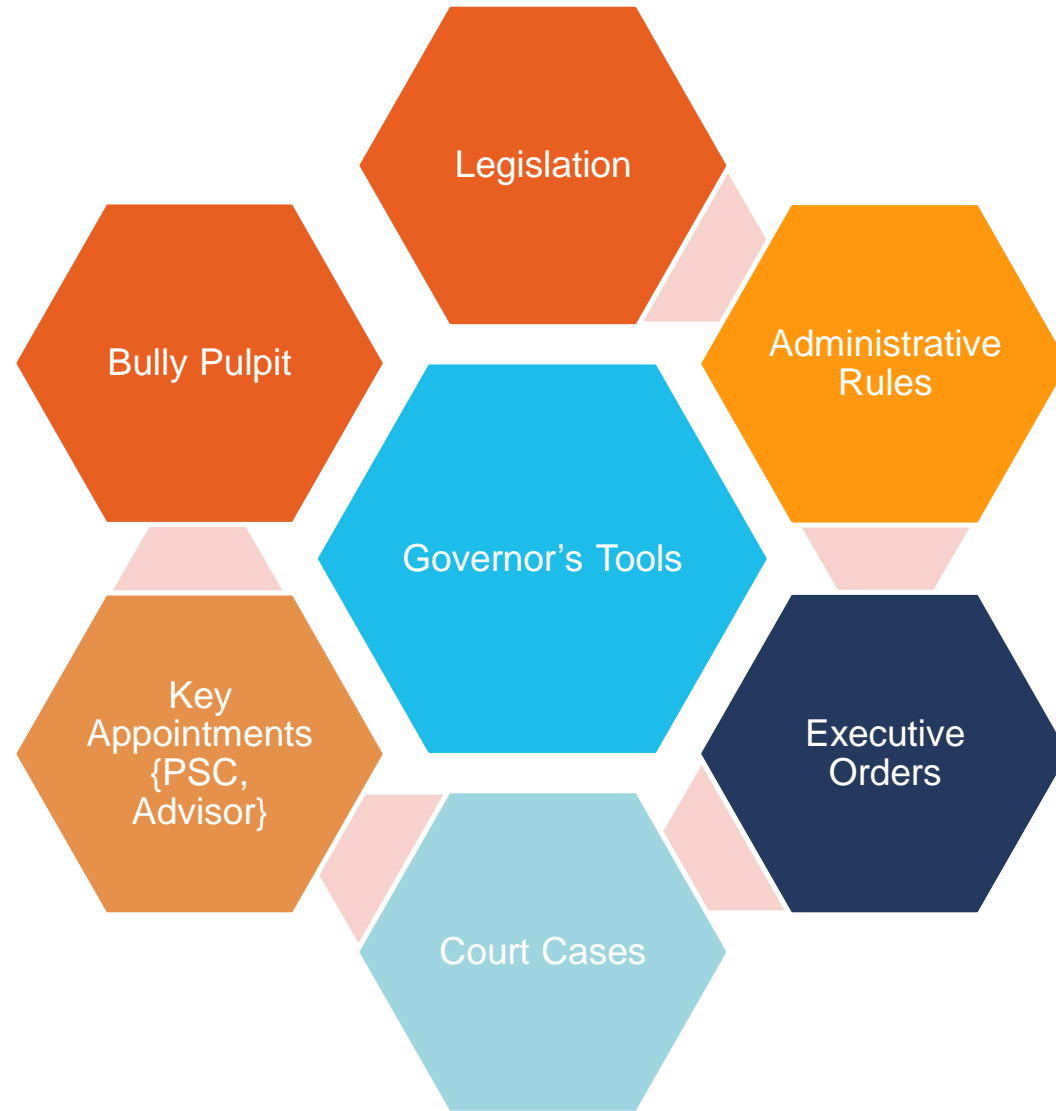 Legislation
Administrative
Rules
Executive
Orders
Court Cases
Key
Appointments
{PSC,
Advisor}
Bully Pulpit
Governor’s Tools